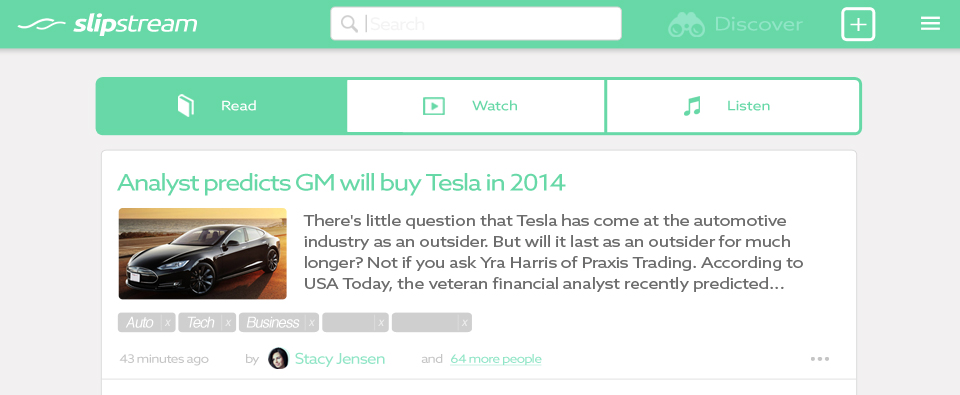 slipstream
Search
Discover
Read
Watch
Listen
Analyst predicts GM will buy Tesla in 2014
There's little question that Tesla has come at the automotive
industry as an outsider. But will it last as an outsider for much
longer? Not if you ask Yra Harris of Praxis Trading. According to
USA Today, the veteran financial analyst recently predicted...
Auto x Tech x Business x x x
43 minutes ago by Stacy Jensen and 64 more people